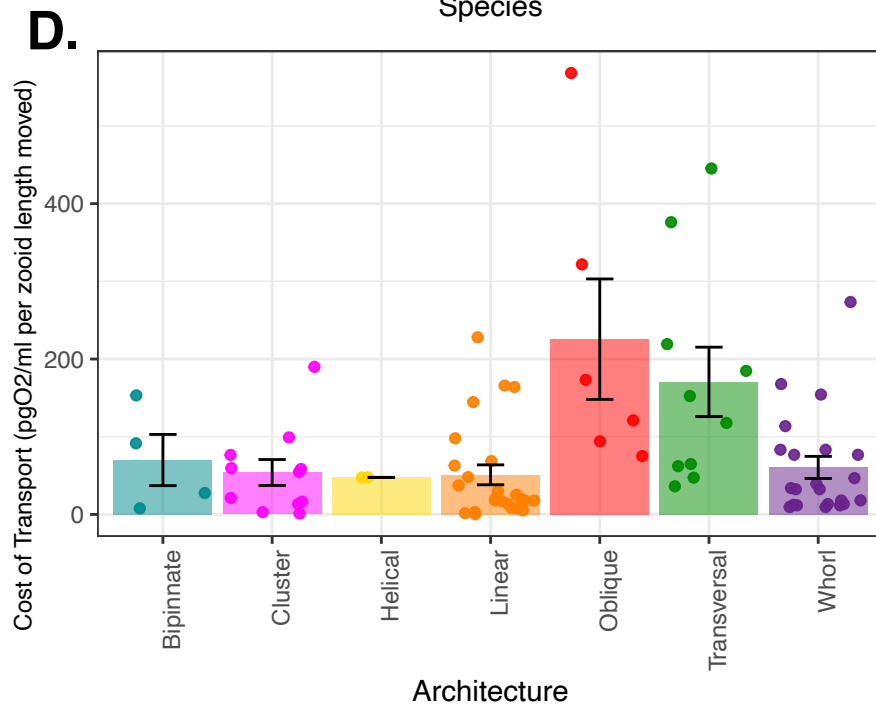 Species
D.
Cost of Transport (pgO2/ml per zooid length moved)
400
200
0
Bipinnate
Cluster
Helical
Linear
Oblique
Transversal
Whorl
Architecture